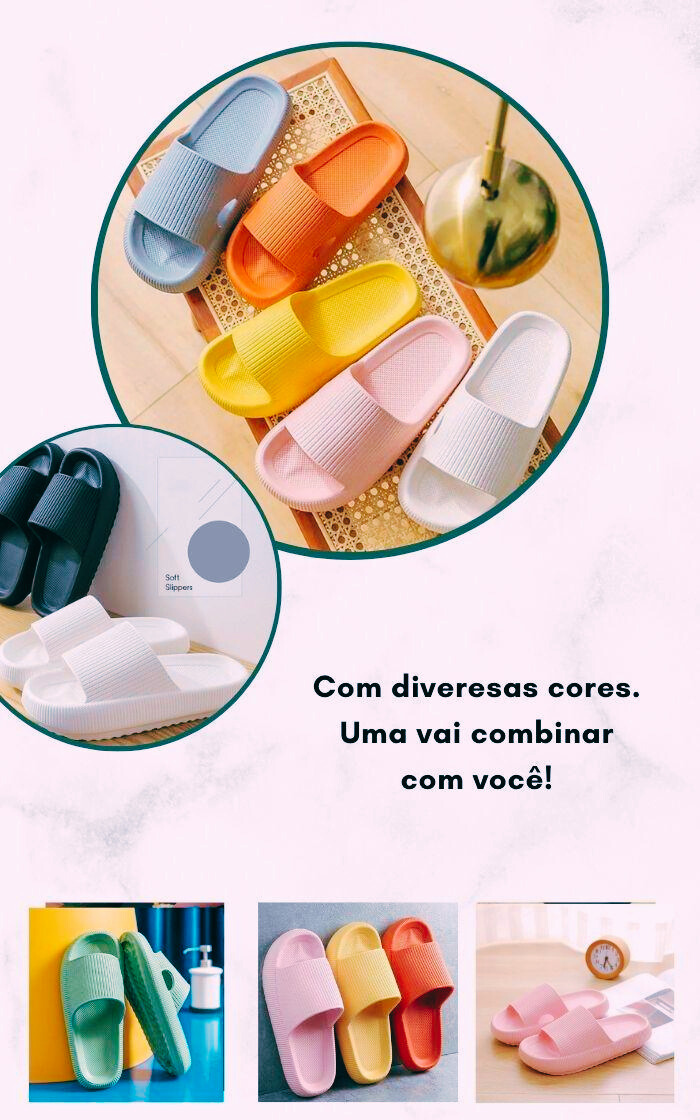 Soft
Slippers
Com diveresas cores.
Uma vai combinar
com você!